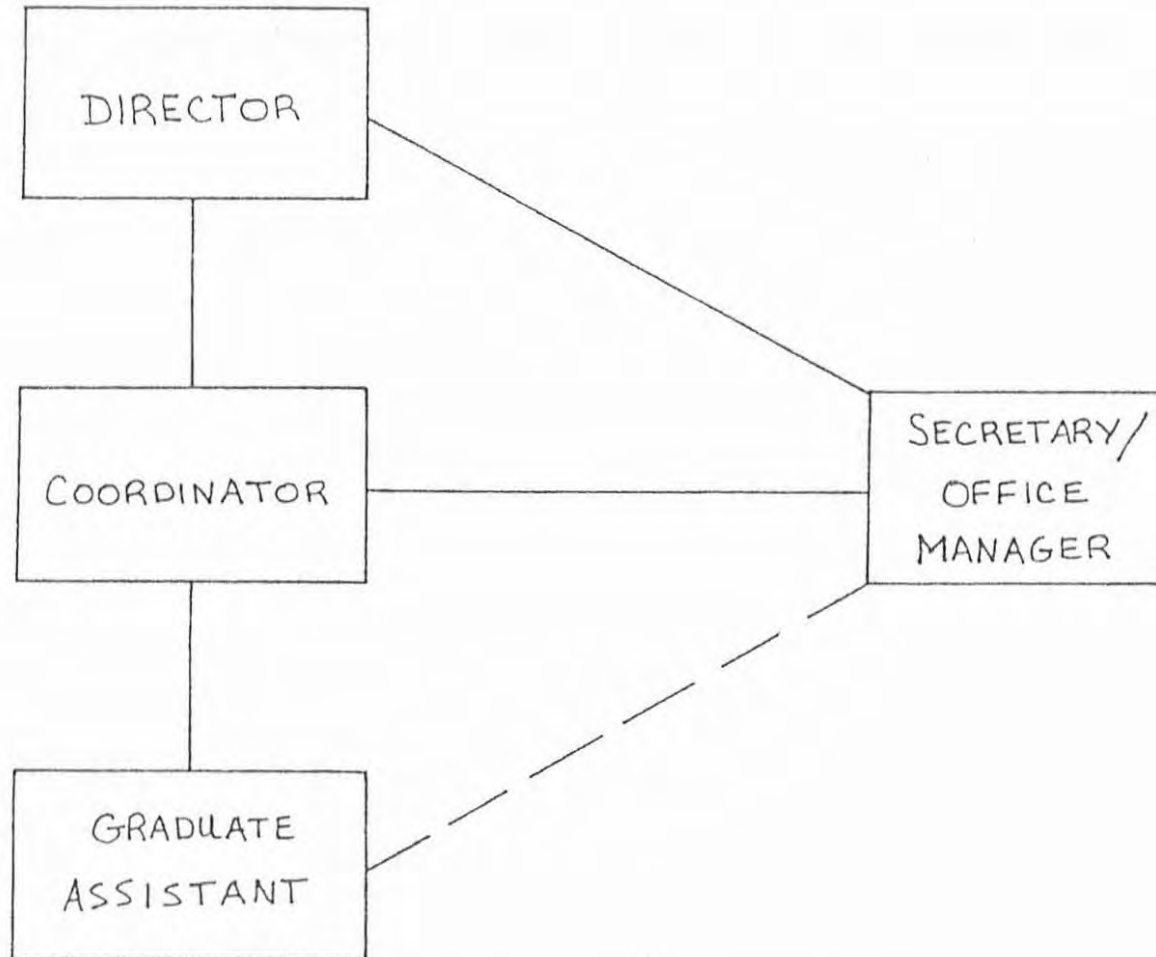 DIRECTOR
COORDINATOR
SECRETARY/
OFFICE
MANAGER
GRADUATE
ASSISTANT